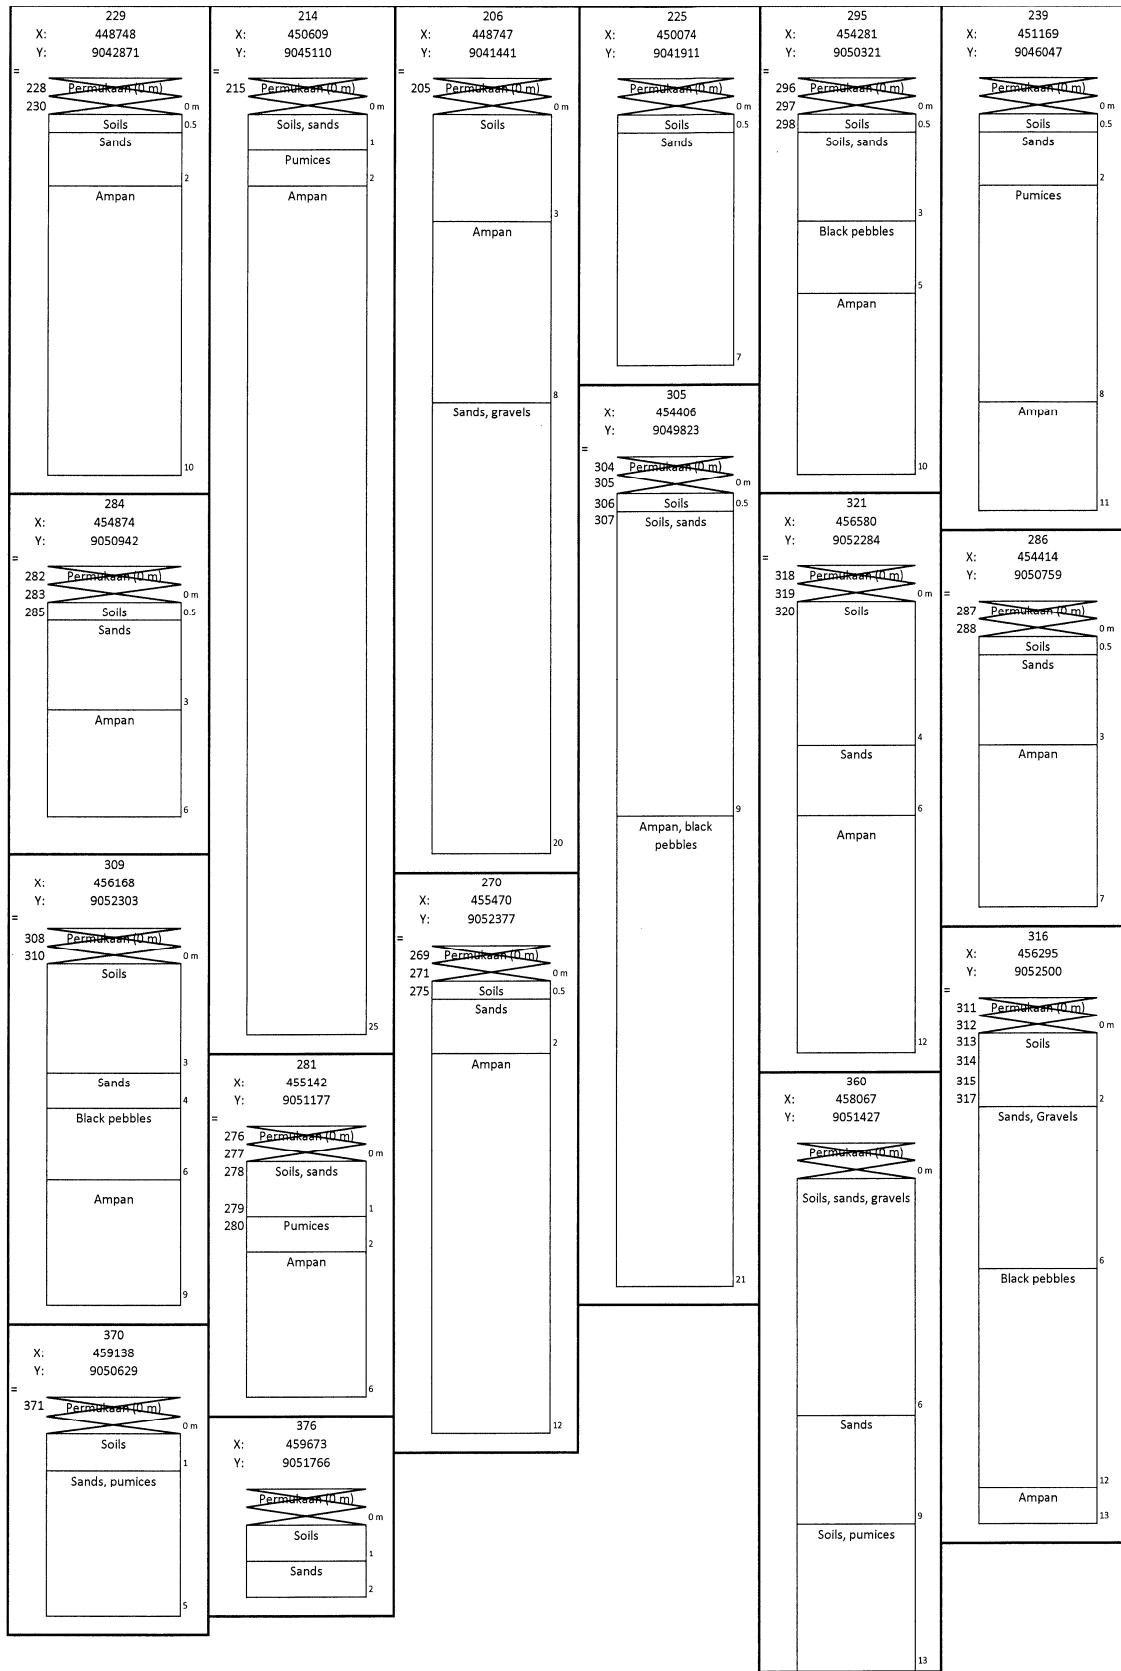 229
X: 448748
Y: 9042871
=
228 Permukaan (0 m)
230 0 m
Soils 0.5
Sands
2
Ampan
10
284
X: 454874
Y: 9050942
=
282 Permukaan (0 m)
283 0 m
285 Soils 0.5
Sands
3
Ampan
6
309
X: 456168
Y: 9052303
=
308 Permukaan (0 m)
310 0 m
Soils
3
Sands
4
Black pebbles
6
Ampan
9
370
X: 459138
Y: 9050629
=
371 Permukaan (0 m)
0 m
Soils
1
Sands, pumices
5
214
X: 450609
Y: 9045110
=
215 Permukaan (0 m)
0 m
Soils, sands
1
Pumices
2
Ampan
25
281
X: 455142
Y: 9051177
=
276 Permukaan (0 m)
277 0 m
278 Soils, sands
279 1
280 Pumices
2
Ampan
6
376
X: 459673
Y: 9051766
Permukaan (0 m)
0 m
Soils
1
Sands
2
206
X: 448747
Y: 9041441
=
205 Permukaan (0 m)
0 m
Soils
3
Ampan
8
Sands, gravels
20
270
X: 455470
Y: 9052377
=
269 Permukaan (0 m)
271 0 m
275 Soils 0.5
Sands
2
Ampan
12
225
X: 450074
Y: 9041911
Permukaan (0 m)
0 m
Soils 0.5
Sands
7
305
X: 454406
Y: 9049823
=
304 Permukaan (0 m)
305 0 m
306 Soils 0.5
307 Soils, sands
9
Ampan, black
pebbles
21
295
X: 454281
Y: 9050321
=
296 Permukaan (0 m)
297 0 m
298 Soils 0.5
Soils, sands
3
Black pebbles
5
Ampan
10
321
X: 456580
Y: 9052284
=
318 Permukaan (0 m)
319 0 m
320 Soils
4
Sands
6
Ampan
12
360
X: 458067
Y: 9051427
Permukaan (0 m)
0 m
Soils, sands, gravels
6
Sands
9
Soils, pumices
13
239
X: 451169
Y: 9046047
Permukaan (0 m)
0 m
Soils 0.5
Sands
2
Pumices
8
Ampan
11
286
X: 454414
Y: 9050759
=
287 Permukaan (0 m)
288 0 m
Soils 0.5
Sands
3
Ampan
7
316
X: 456295
Y: 9052500
=
311 Permukaan (0 m)
312 0 m
313 Soils
314
315
317 2
Sands, Gravels
6
Black pebbles
12
Ampan
13